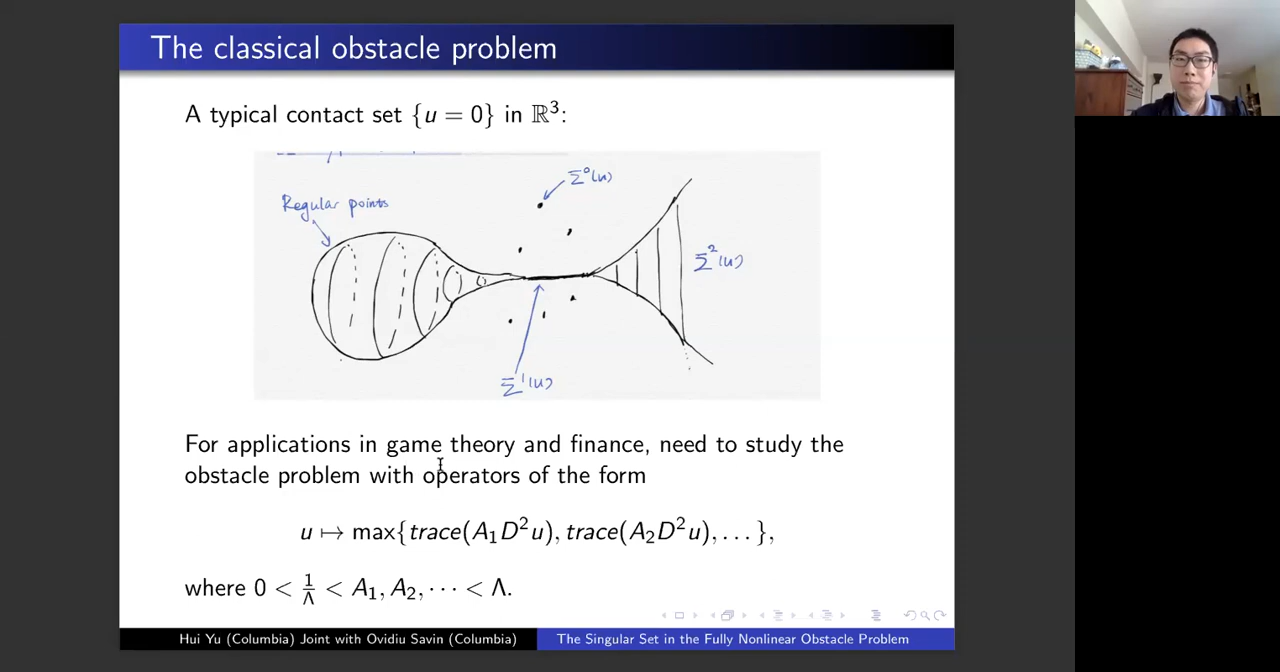 The classical obstacle problem
A typical contact set {u = 0} in ℝ³:
Σ⁰(u)
Regular points
Σ²(u)
Σ¹(u)
For applications in game theory and finance, need to study the
obstacle problem with operators of the form
u ↦ max{trace(A₁D²u), trace(A₂D²u), . . . },
where 0 < 1/Λ < A₁, A₂, · · · < Λ.
Hui Yu (Columbia) Joint with Ovidiu Savin (Columbia)
The Singular Set in the Fully Nonlinear Obstacle Problem